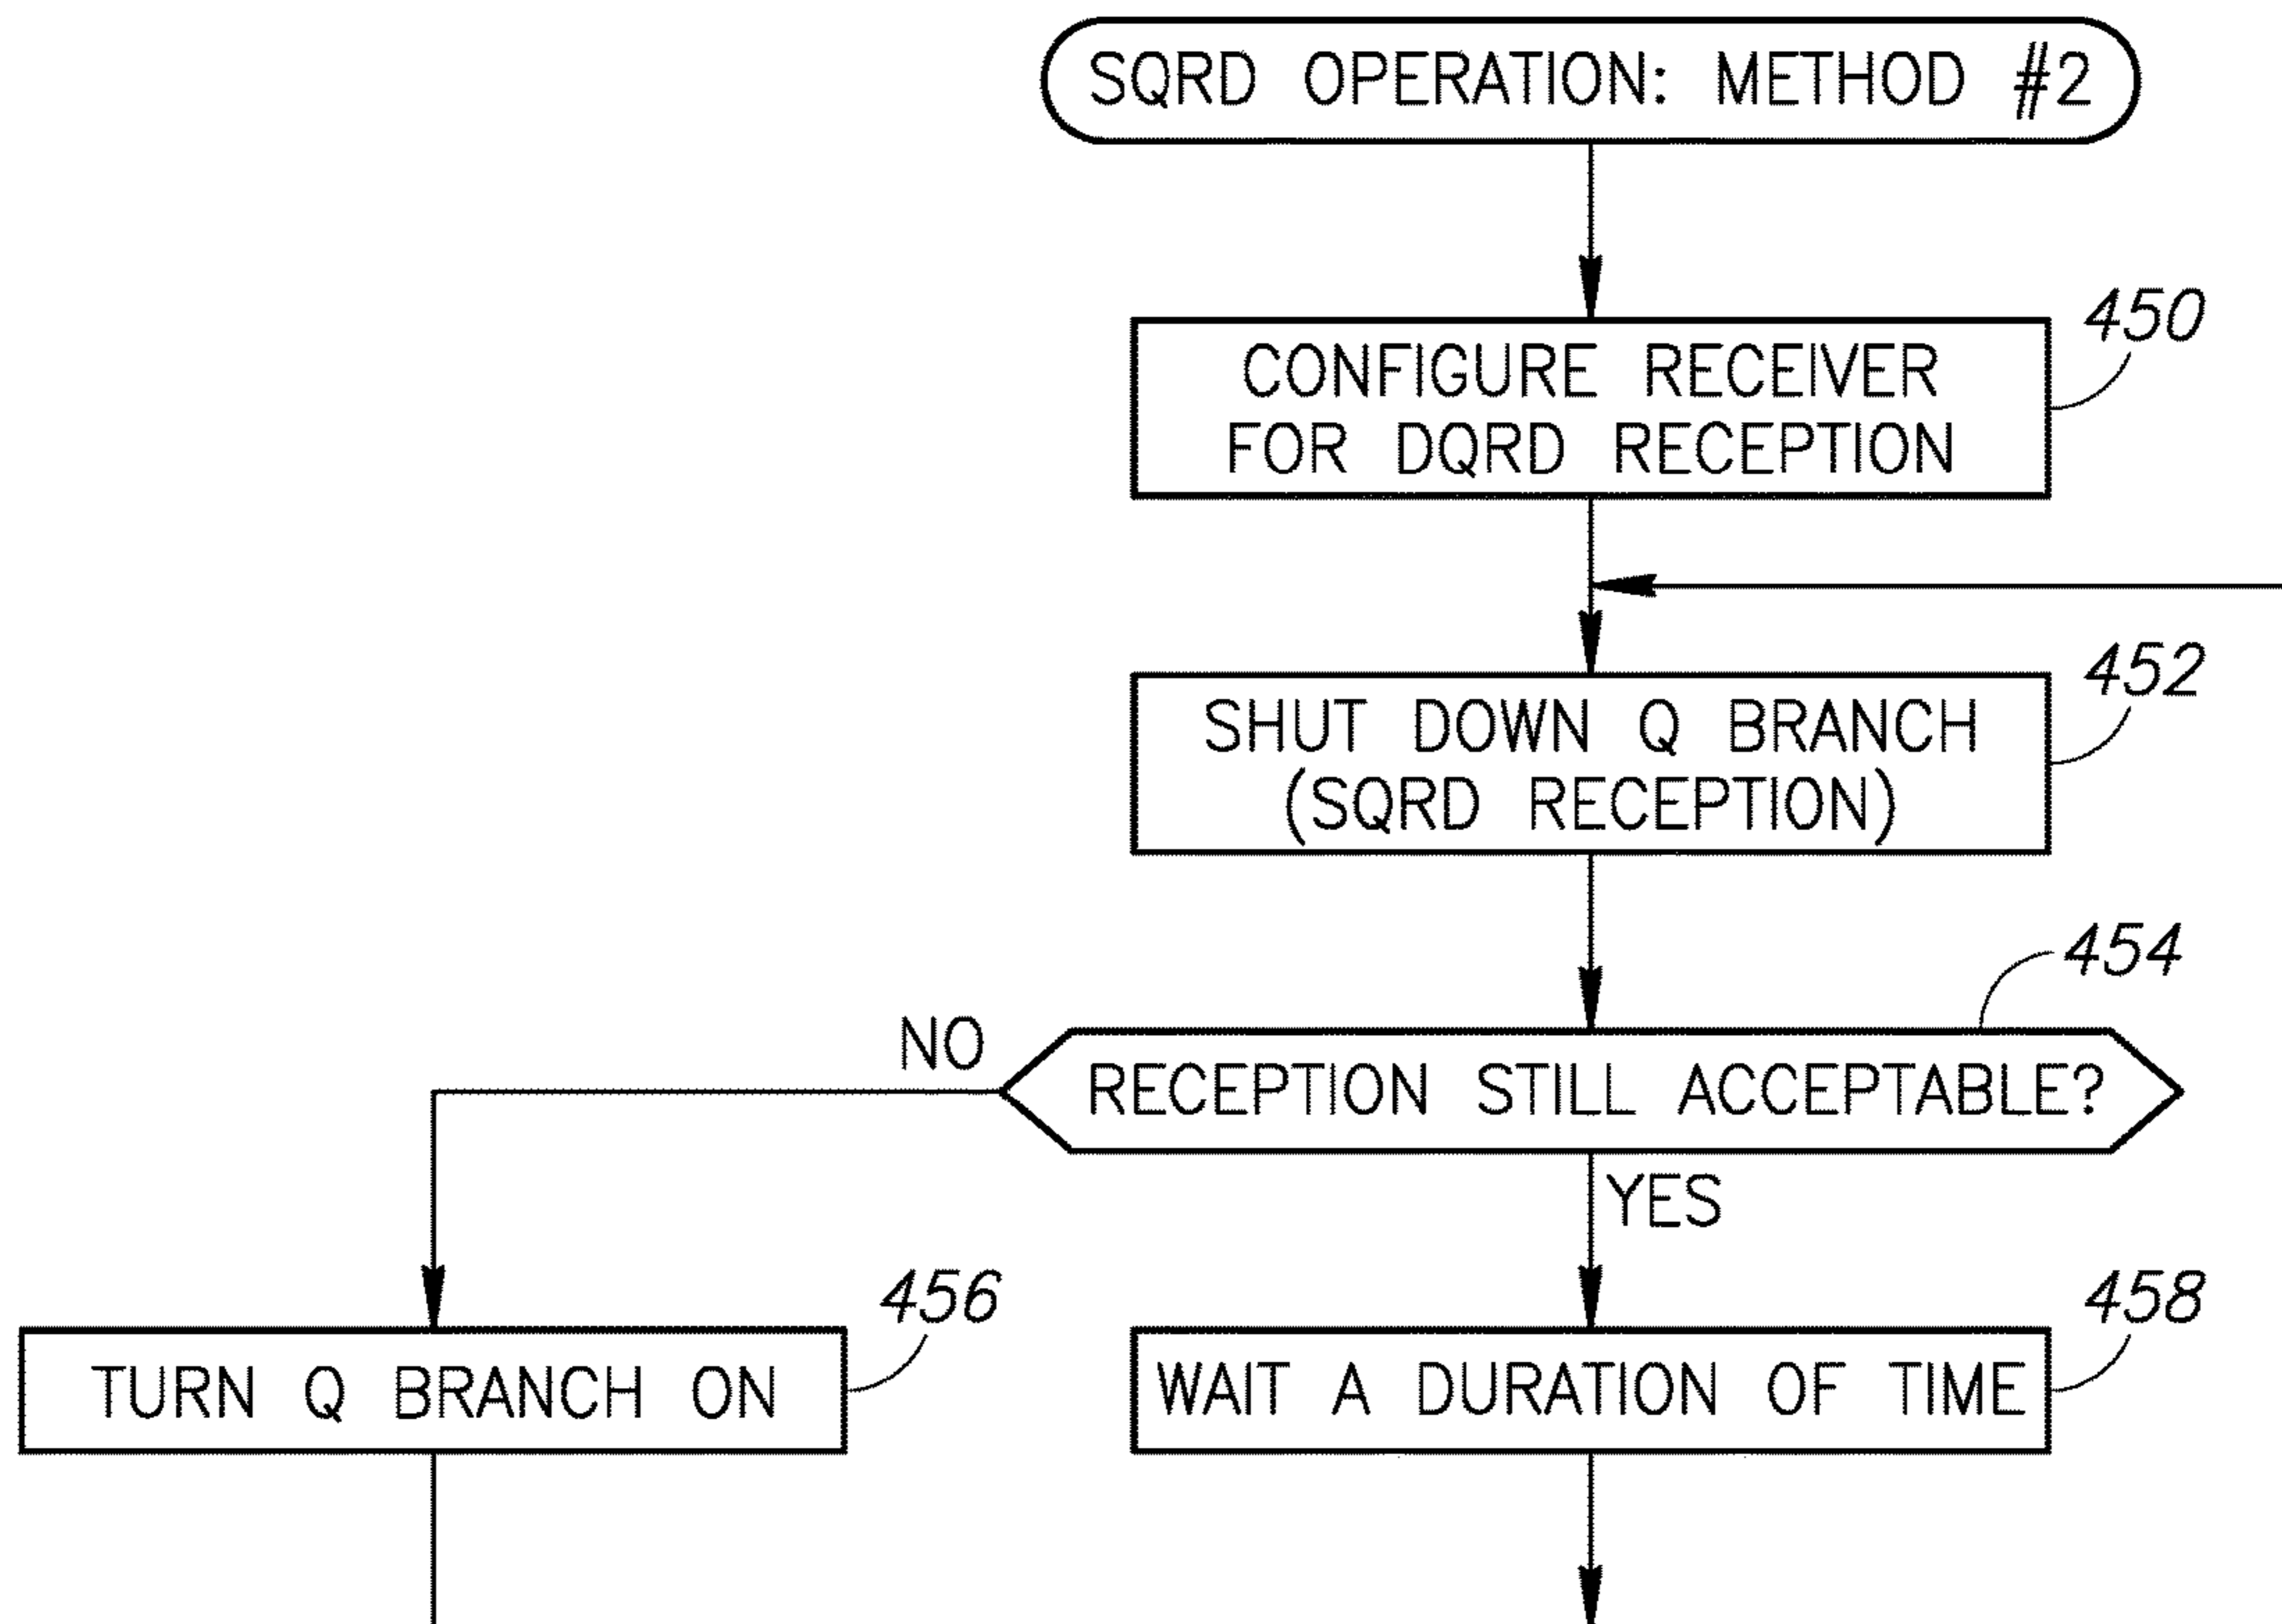 SQRD OPERATION: METHOD #2
450
CONFIGURE RECEIVER
FOR DQRD RECEPTION
452
SHUT DOWN Q BRANCH
(SQRD RECEPTION)
454
NO
RECEPTION STILL ACCEPTABLE?
YES
456
458
TURN Q BRANCH ON
WAIT A DURATION OF TIME